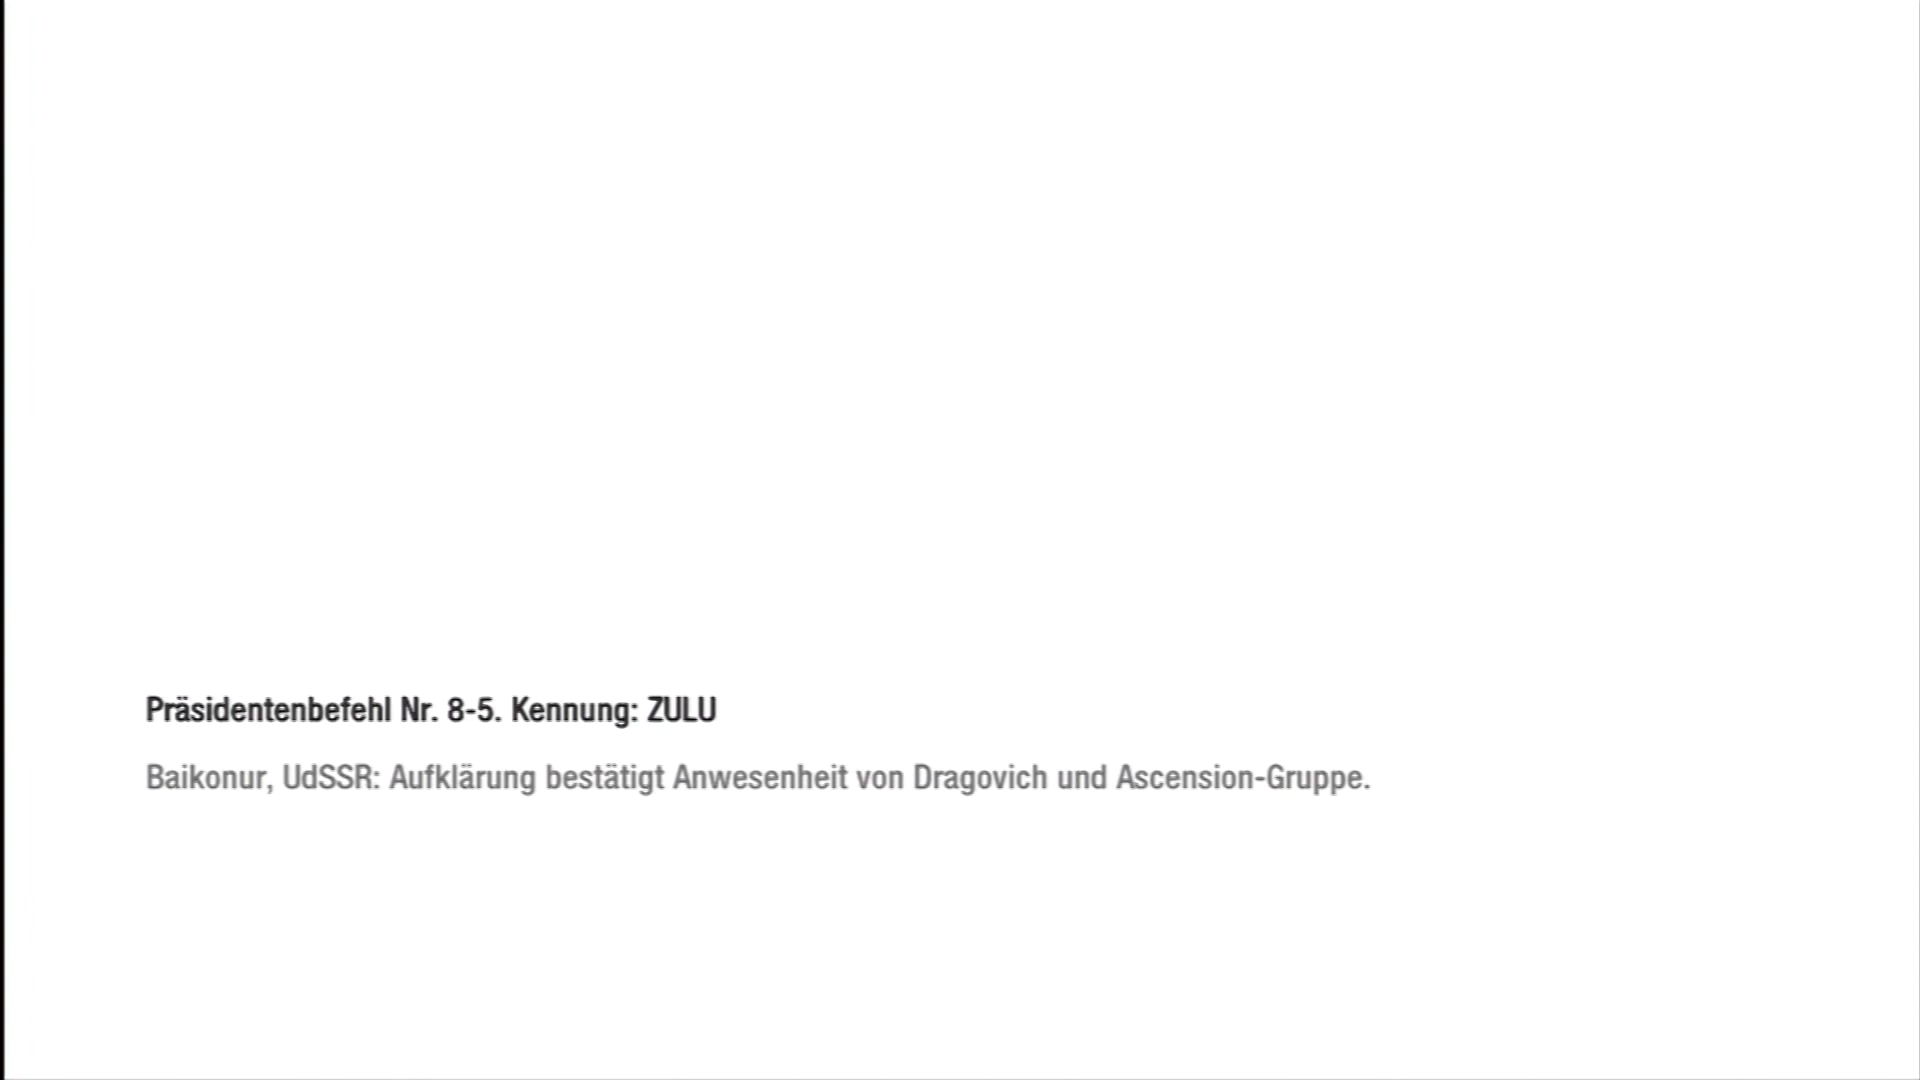 Präsidentenbefehl Nr. 8-5. Kennung: ZULU
Baikonur, UdSSR: Aufklärung bestätigt Anwesenheit von Dragovich und Ascension-Gruppe.